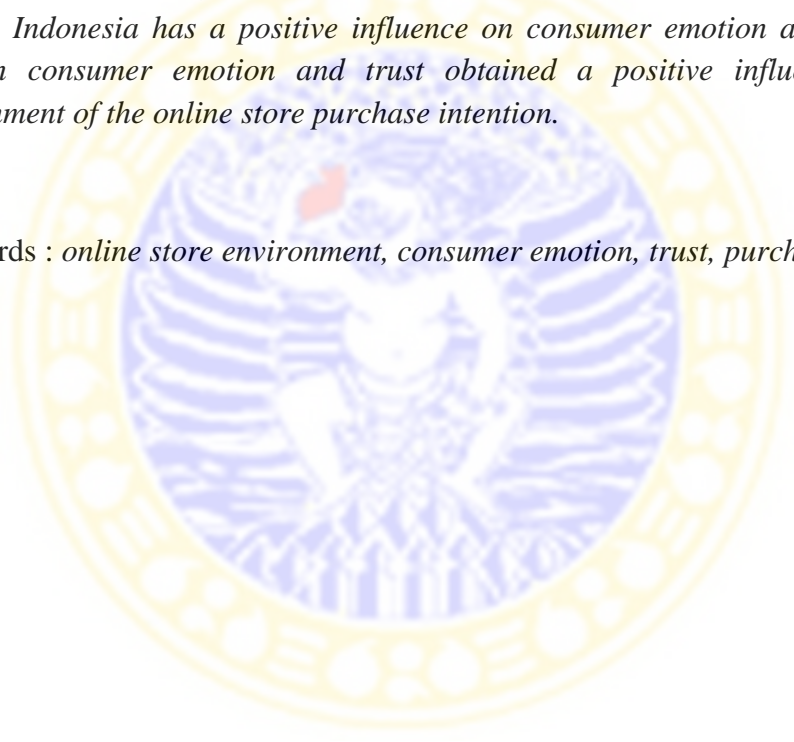 Indonesia has a positive influence on consumer emotion a
n consumer emotion and trust obtained a positive influ
nment of the online store purchase intention.
rds : online store environment, consumer emotion, trust, purch